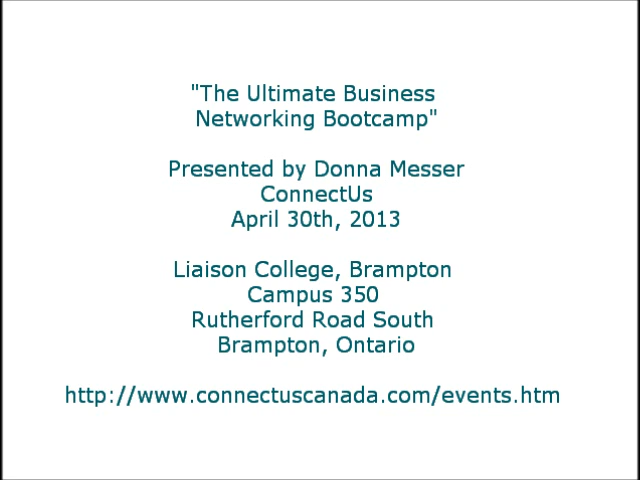 "The Ultimate Business
Networking Bootcamp"
Presented by Donna Messer
ConnectUs
April 30th, 2013
Liaison College, Brampton
Campus 350
Rutherford Road South
Brampton, Ontario
http://www.connectuscanada.com/events.htm